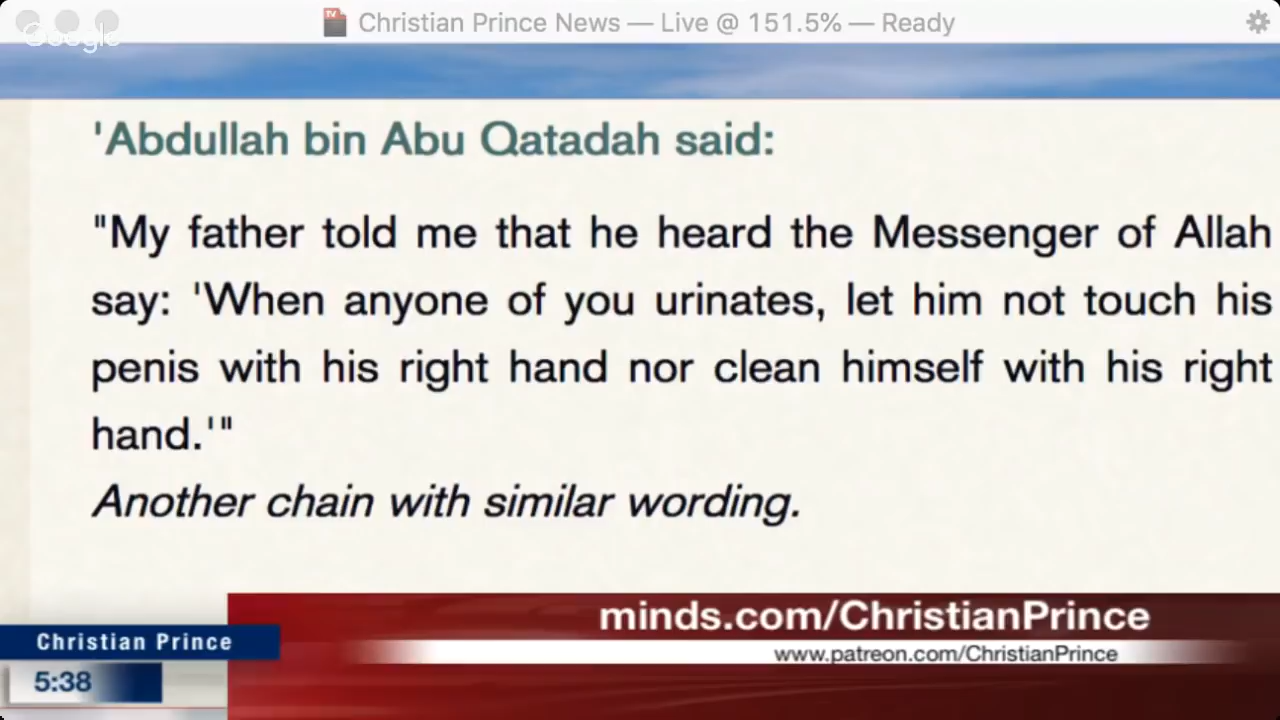 Christian Prince News — Live @ 151.5% — Ready
Google
'Abdullah bin Abu Qatadah said:
"My father told me that he heard the Messenger of Allah
say: 'When anyone of you urinates, let him not touch his
penis with his right hand nor clean himself with his right
hand.'"
Another chain with similar wording.
minds.com/ChristianPrince
Christian Prince
www.patreon.com/ChristianPrince
5:38